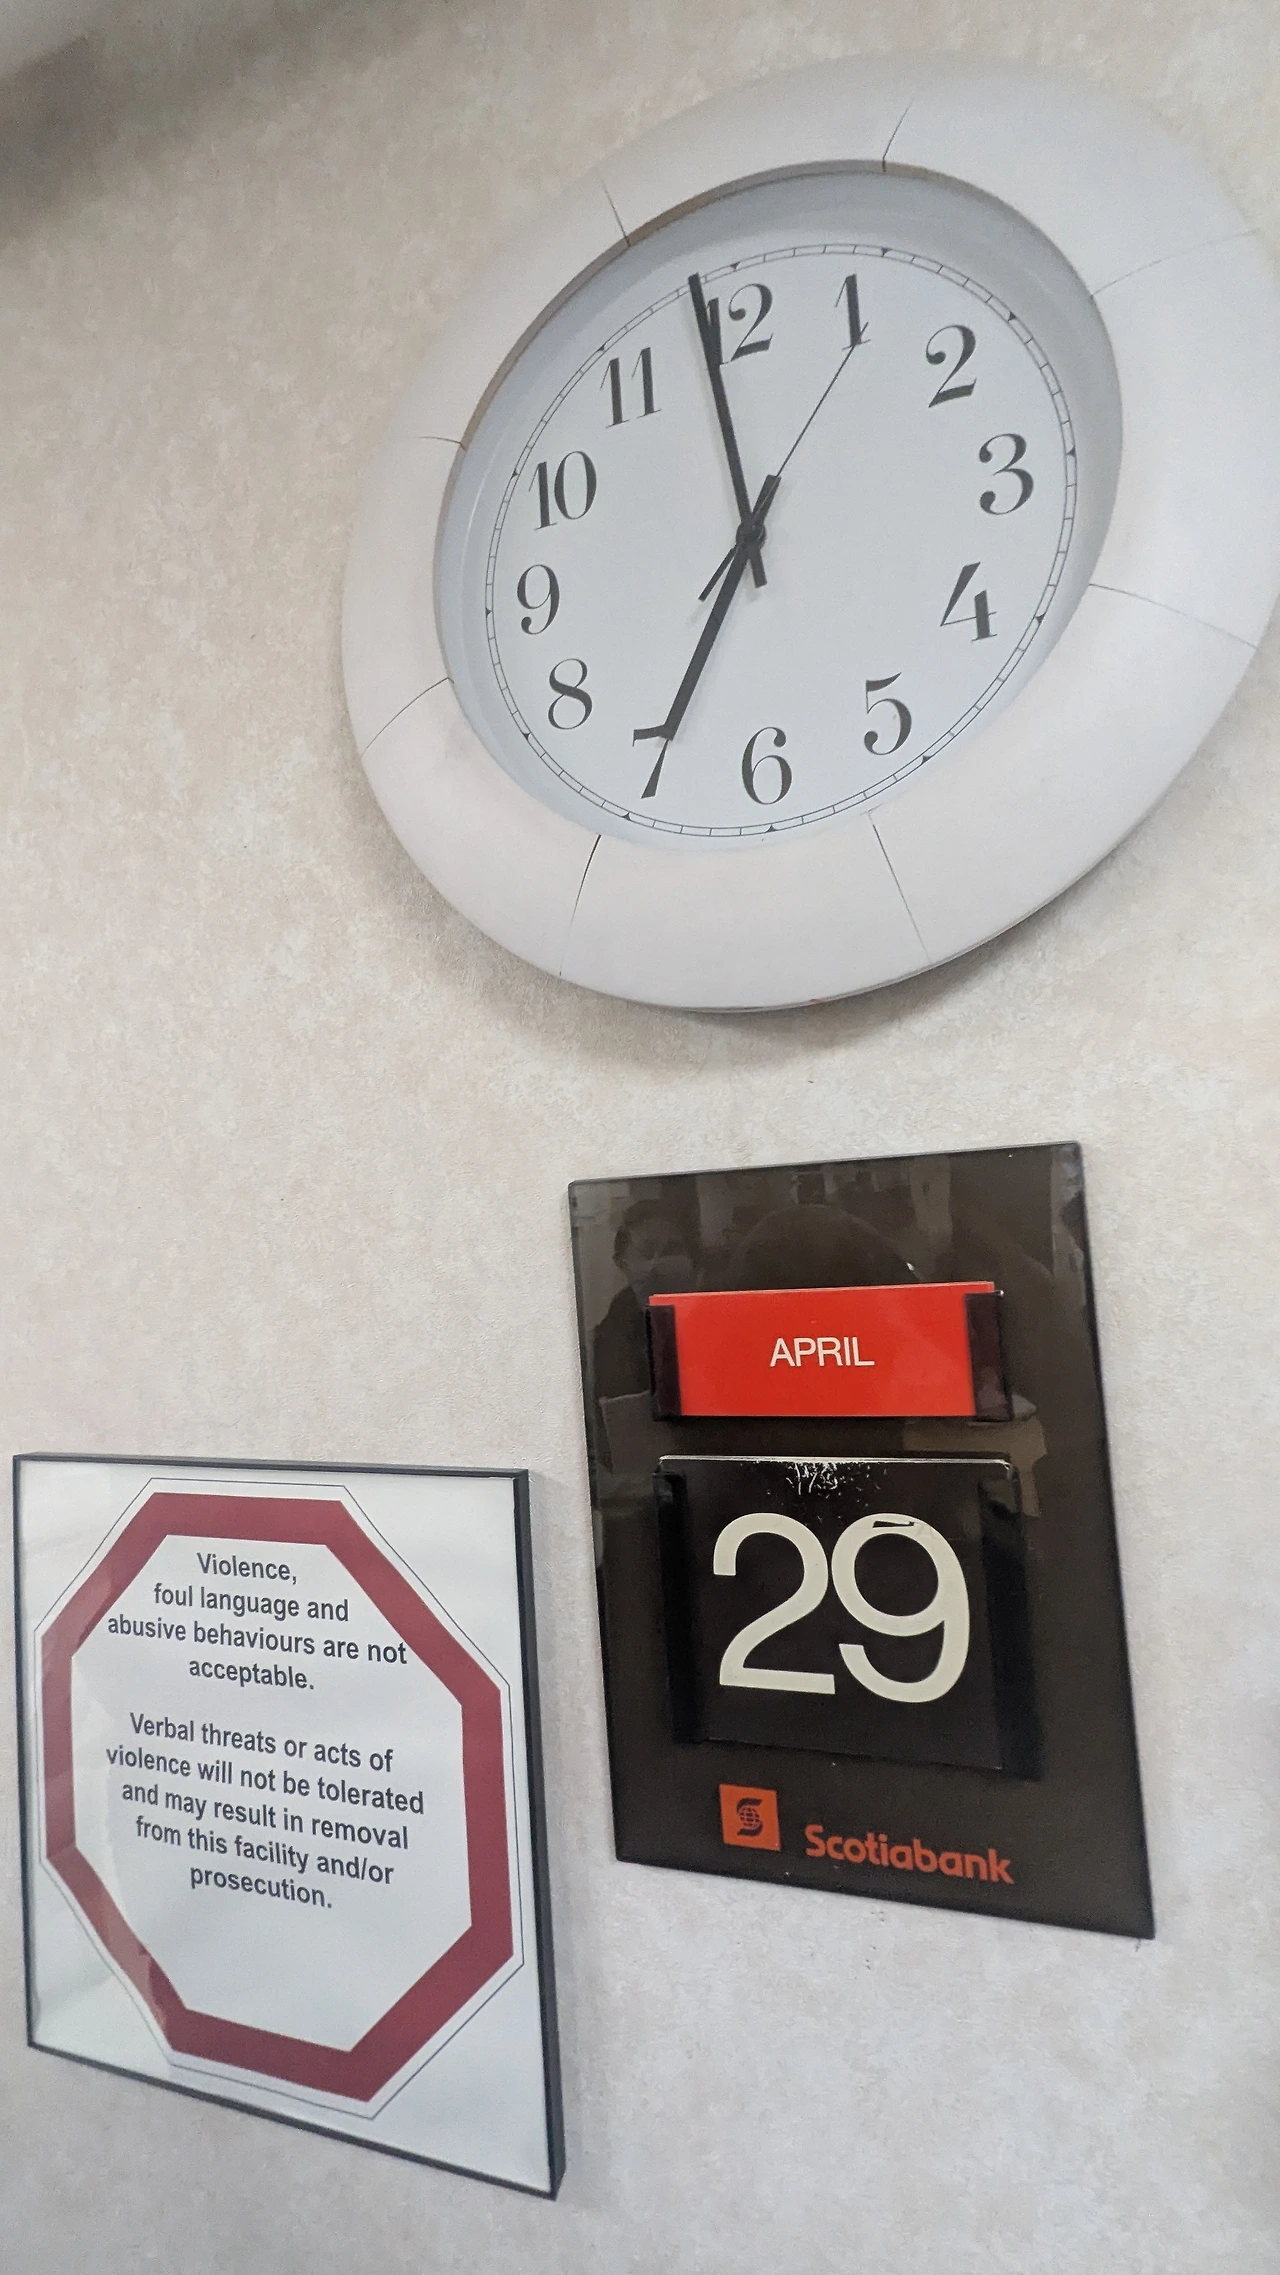 12
1
2
3
4
5
6
7
8
9
10
11
APRIL
29
Scotiabank
Violence,
foul language and
abusive behaviours are not
acceptable.
Verbal threats or acts of
violence will not be tolerated
and may result in removal
from this facility and/or
prosecution.